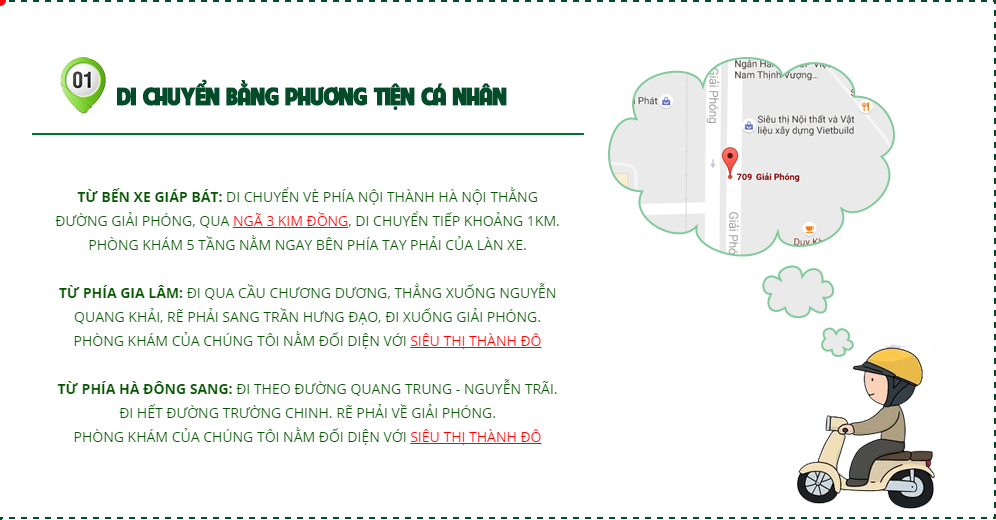 01
DI CHUYỂN BẰNG PHƯƠNG TIỆN CÁ NHÂN
TỪ BẾN XE GIÁP BÁT: DI CHUYỂN VỀ PHÍA NỘI THÀNH HÀ NỘI THẲNG
ĐƯỜNG GIẢI PHÓNG, QUA NGÃ 3 KIM ĐỒNG, DI CHUYỂN TIẾP KHOẢNG 1KM.
PHÒNG KHÁM 5 TẦNG NẰM NGAY BÊN PHÍA TAY PHẢI CỦA LÀN XE.
TỪ PHÍA GIA LÂM: ĐI QUA CẦU CHƯƠNG DƯƠNG, THẲNG XUỐNG NGUYỄN
QUANG KHẢI, RẼ PHẢI SANG TRẦN HƯNG ĐẠO, ĐI XUỐNG GIẢI PHÓNG.
PHÒNG KHÁM CỦA CHÚNG TÔI NẰM ĐỐI DIỆN VỚI SIÊU THỊ THÀNH ĐÔ
TỪ PHÍA HÀ ĐÔNG SANG: ĐI THEO ĐƯỜNG QUANG TRUNG - NGUYỄN TRÃI.
ĐI HẾT ĐƯỜNG TRƯỜNG CHINH. RẼ PHẢI VỀ GIẢI PHÓNG.
PHÒNG KHÁM CỦA CHÚNG TÔI NẰM ĐỐI DIỆN VỚI SIÊU THỊ THÀNH ĐÔ
Ngân
Nam Thịnh Vượng...
Giải Phóng
Phát
Siêu thị Nội thất và Vật
liệu xây dựng Vietbuild
709 Giải Phóng
Giải
Duy